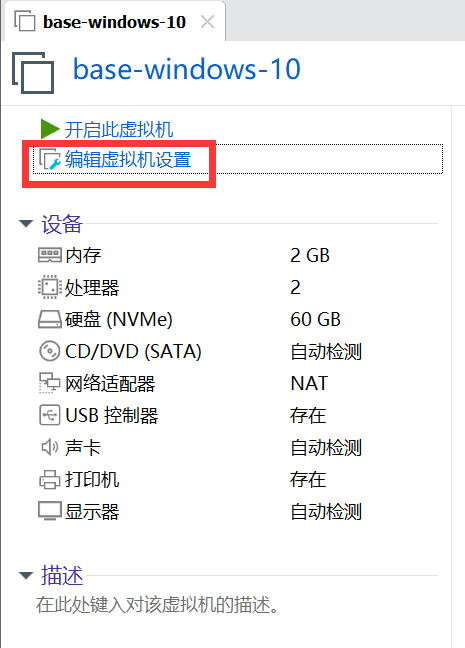 base-windows-10
base-windows-10
开启此虚拟机
编辑虚拟机设置
设备
内存 2 GB
处理器 2
硬盘 (NVMe) 60 GB
CD/DVD (SATA) 自动检测
网络适配器 NAT
USB 控制器 存在
声卡 自动检测
打印机 存在
显示器 自动检测
描述
在此处键入对该虚拟机的描述。